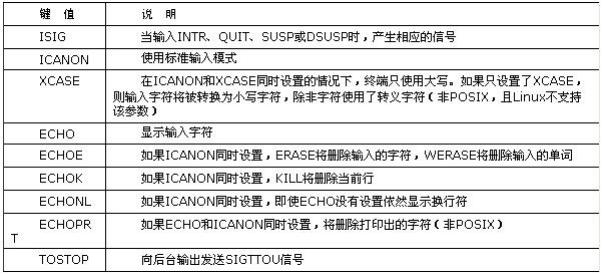 键 值 说 明
ISIG 当输入INTR、QUIT、SUSP或DSUSP时，产生相应的信号
ICANON 使用标准输入模式
XCASE 在ICANON和XCASE同时设置的情况下，终端只使用大写。如果只设置了XCASE，
则输入字符将被转换为小写字符，除非字符使用了转义字符（非POSIX，且Linux不支持
该参数）
ECHO 显示输入字符
ECHOE 如果ICANON同时设置，ERASE将删除输入的字符，WERASE将删除输入的单词
ECHOK 如果ICANON同时设置，KILL将删除当前行
ECHONL 如果ICANON同时设置，即使ECHO没有设置依然显示换行符
ECHOPR 如果ECHO和ICANON同时设置，将删除打印出的字符（非POSIX）
T
TOSTOP 向后台输出发送SIGTTOU信号